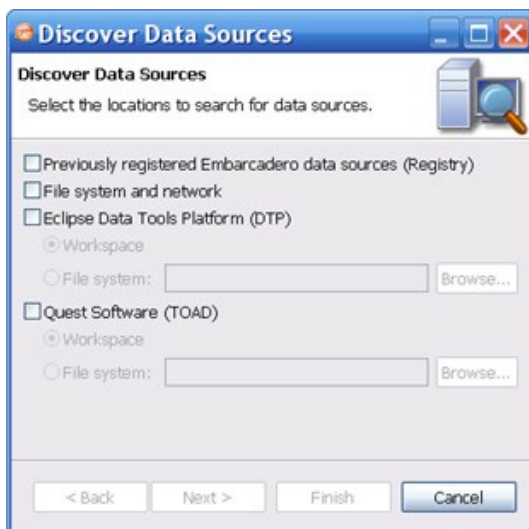 Discover Data Sources
Discover Data Sources
Select the locations to search for data sources.
Previously registered Embarcadero data sources (Registry)
File system and network
Eclipse Data Tools Platform (DTP)
Workspace
File system:
Browse...
Quest Software (TOAD)
Workspace
File system:
Browse...
< Back Next > Finish Cancel